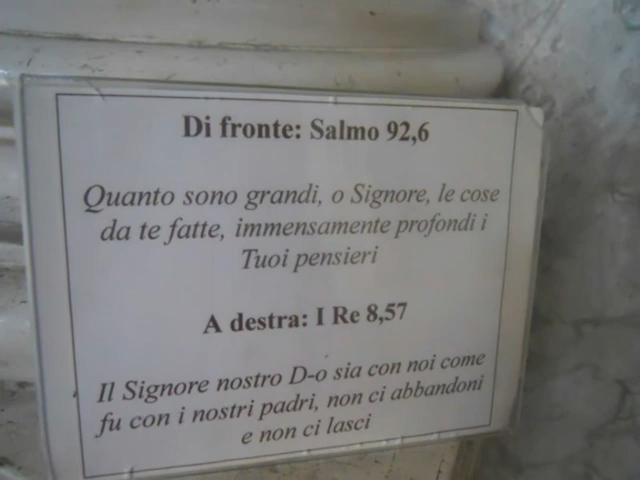 Di fronte: Salmo 92,6
Quanto sono grandi, o Signore, le cose
da te fatte, immensamente profondi i
Tuoi pensieri
A destra: I Re 8,57
Il Signore nostro D-o sia con noi come
fu con i nostri padri, non ci abbandoni
e non ci lasci